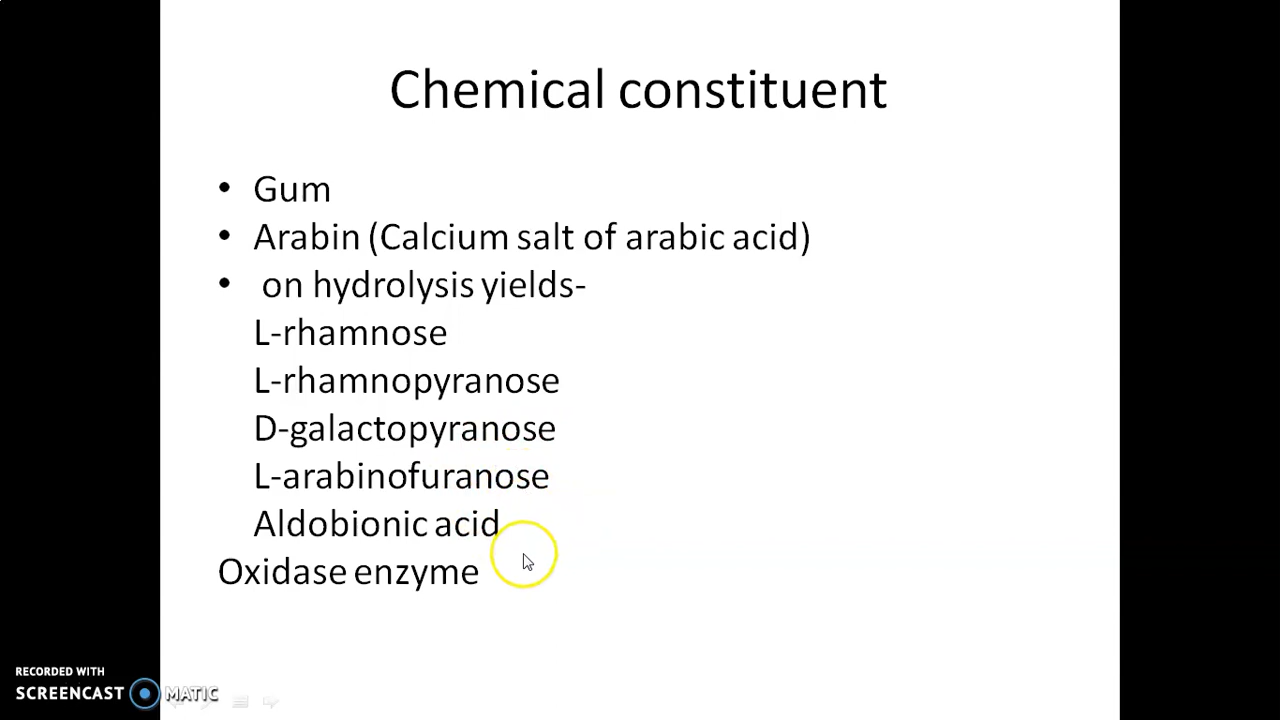 Chemical constituent
• Gum
• Arabin (Calcium salt of arabic acid)
• on hydrolysis yields-
L-rhamnose
L-rhamnopyranose
D-galactopyranose
L-arabinofuranose
Aldobionic acid
Oxidase enzyme
RECORDED WITH
SCREENCAST MATIC